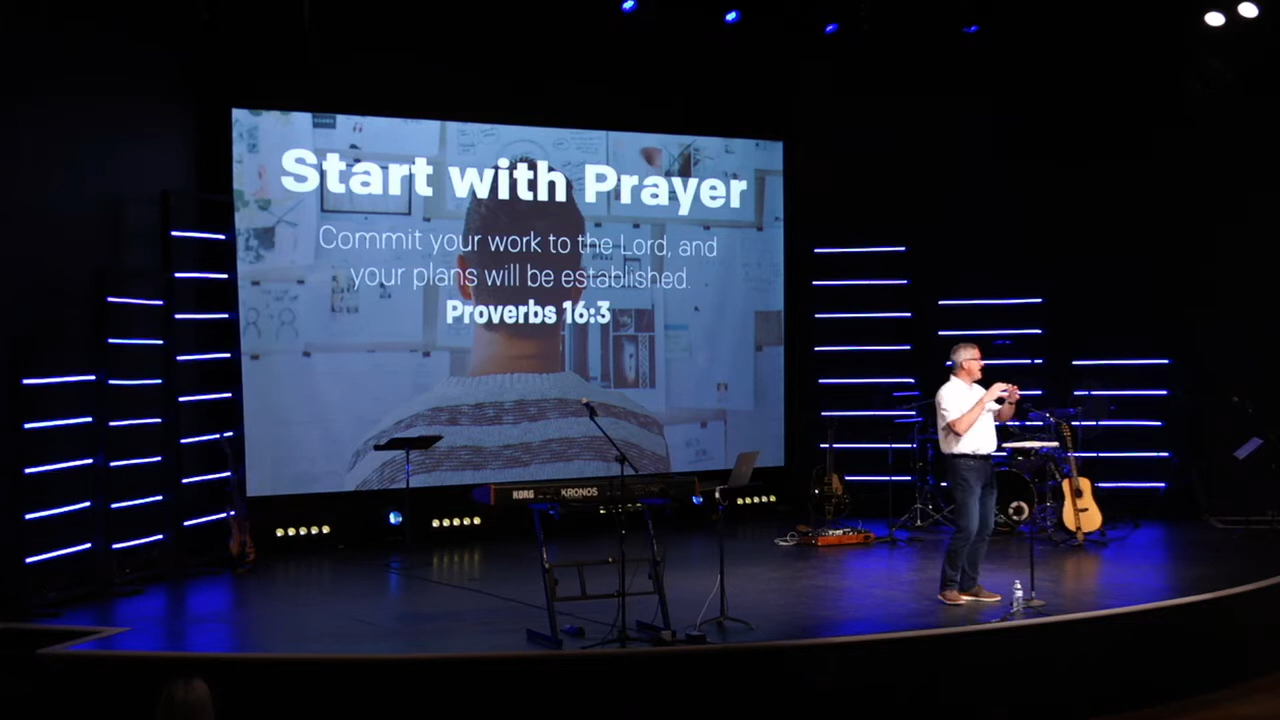 Start with Prayer
Commit your work to the Lord, and
your plans will be established.
Proverbs 16:3
KORG KRONOS